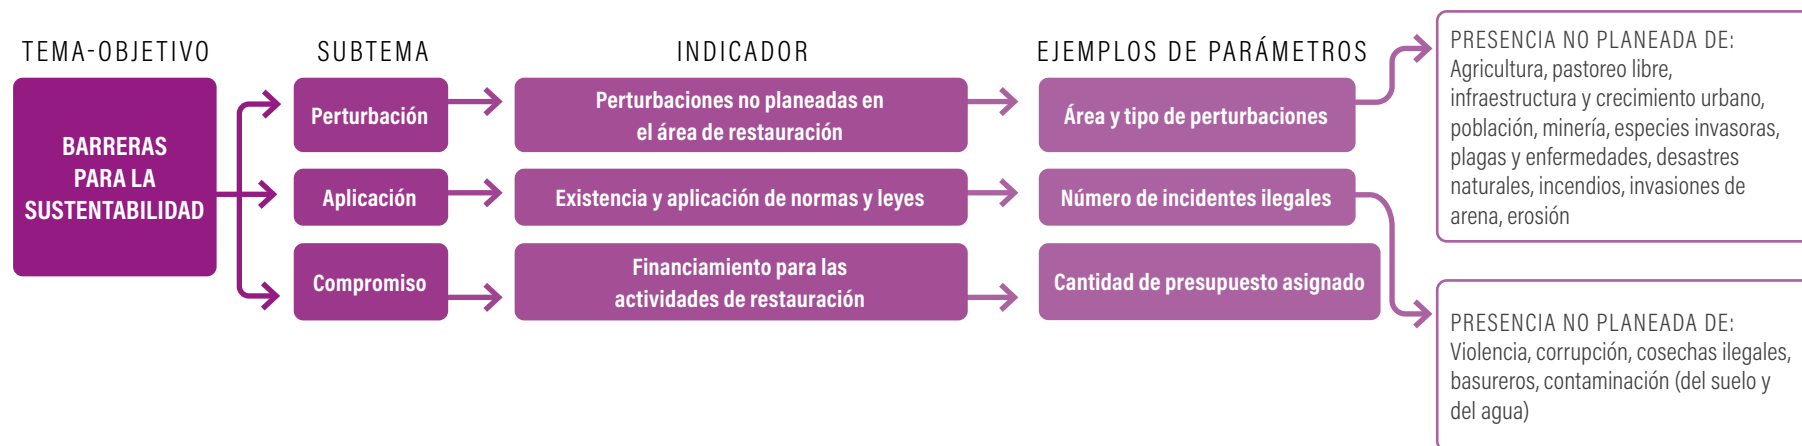 TEMA-OBJETIVO
SUBTEMA
INDICADOR
EJEMPLOS DE PARÁMETROS
BARRERAS
PARA LA
SUSTENTABILIDAD
Perturbación
Perturbaciones no planeadas en
el área de restauración
Área y tipo de perturbaciones
PRESENCIA NO PLANEADA DE:
Agricultura, pastoreo libre,
infraestructura y crecimiento urbano,
población, minería, especies invasoras,
plagas y enfermedades, desastres
naturales, incendios, invasiones de
arena, erosión
Aplicación
Existencia y aplicación de normas y leyes
Número de incidentes ilegales
PRESENCIA NO PLANEADA DE:
Violencia, corrupción, cosechas ilegales,
basureros, contaminación (del suelo y
del agua)
Compromiso
Financiamiento para las
actividades de restauración
Cantidad de presupuesto asignado